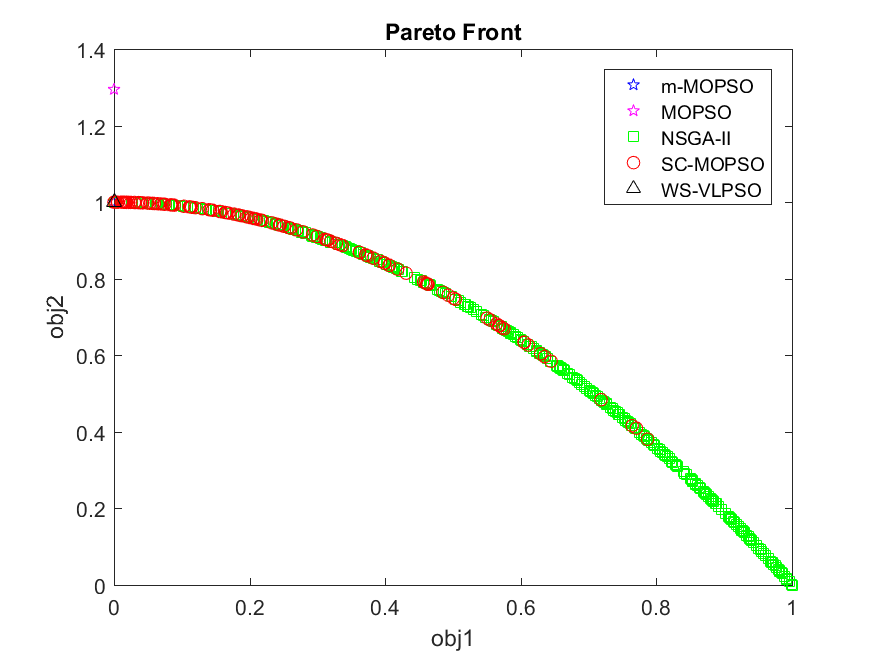 Pareto Front
1.4
1.2
1
0.8
0.6
0.4
0.2
0
obj2
m-MOPSO
MOPSO
NSGA-II
SC-MOPSO
WS-VLPSO
0 0.2 0.4 0.6 0.8 1
obj1